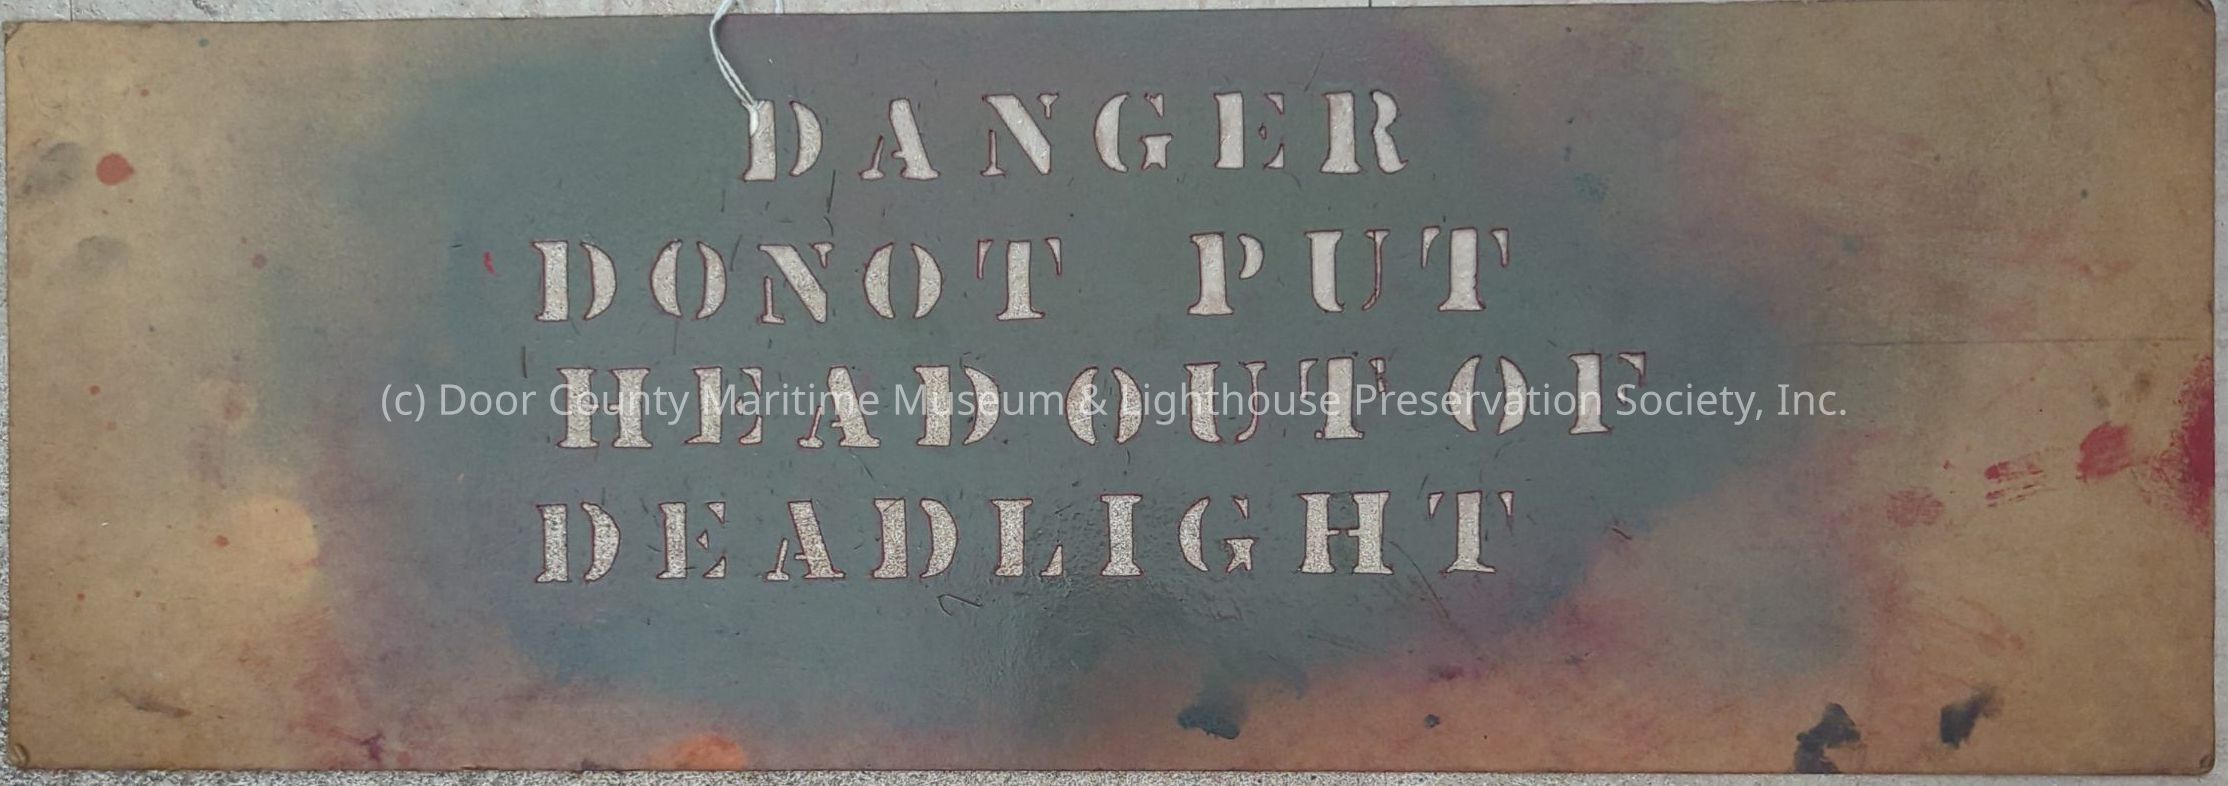 DANGER
DONOT PUT
HEAD OUT OF
DEADLIGHT
(c) Door County Maritime Museum & Lighthouse Preservation Society, Inc.